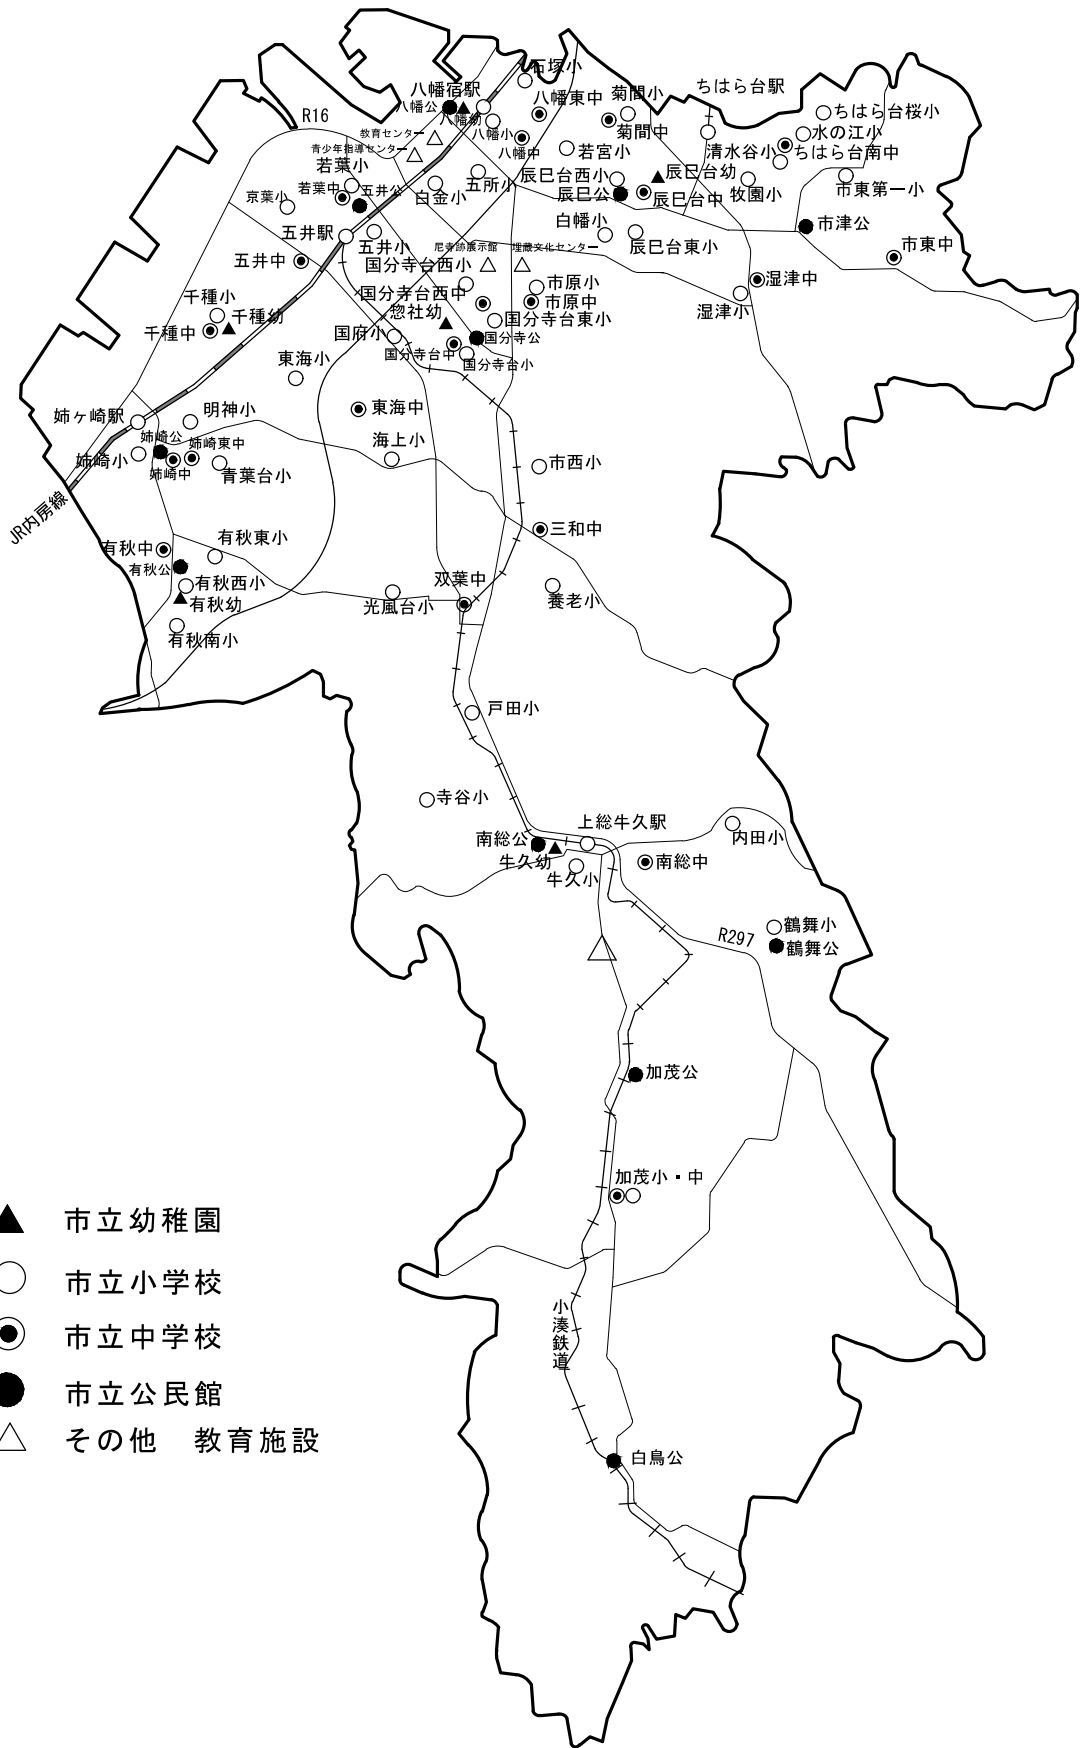 石塚小
八幡宿駅
ちはら台駅
八幡公
八幡幼
八幡東中
菊間小
ちはら台桜小
R16
菊間中
水の江小
教育センター
八幡小
青少年指導センター
八幡中
若宮小
清水谷小
ちはら台南中
若葉小
辰巳台西小
辰巳台幼
若葉中
五井公
白金小
五所小
辰巳公
辰巳台中
牧園小
市東第一小
京葉小
白幡小
市津公
五井駅
五井小
尼寺跡展示館
埋蔵文化センター
辰巳台東小
市東中
五井中
国分寺台西小
市原小
湿津中
千種小
国分寺台西中
市原中
千種幼
惣社幼
国分寺台東小
湿津小
千種中
国府小
国分寺公
国分寺台中
国分寺台小
東海小
姉ヶ崎駅
明神小
東海中
姉崎公
姉崎東中
海上小
姉崎小
姉崎中
青葉台小
市西小
JR内房線
三和中
有秋東小
有秋中
有秋公
有秋西小
双葉中
有秋幼
光風台小
養老小
有秋南小
戸田小
寺谷小
上総牛久駅
南総公
内田小
牛久幼
南総中
牛久小
鶴舞小
R297
鶴舞公
加茂公
加茂小・中
市立幼稚園
市立小学校
小湊鉄道
市立中学校
市立公民館
その他　教育施設
白鳥公